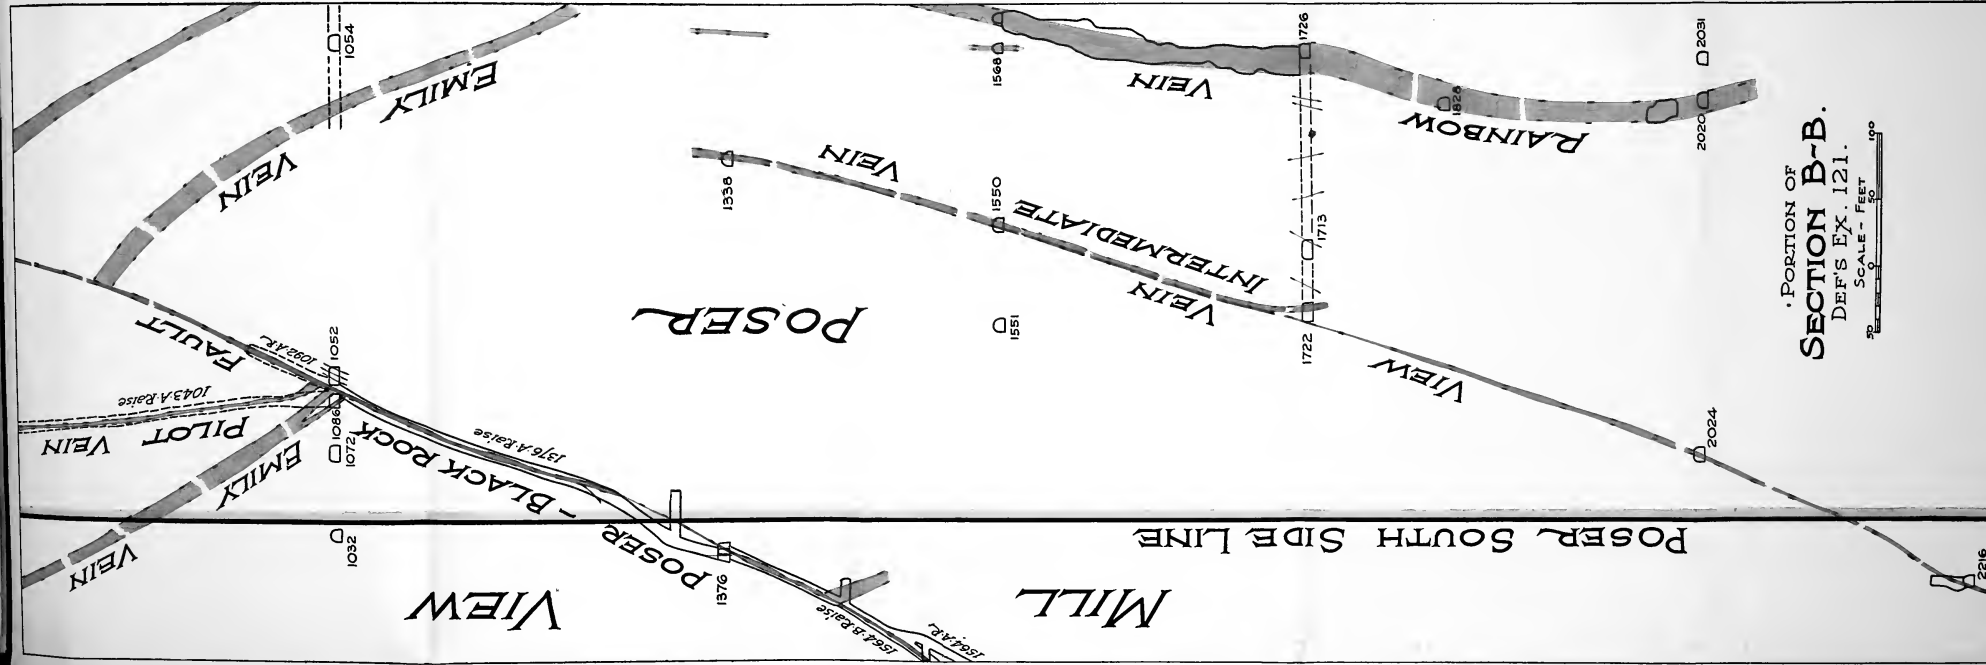 · PORTION OF
SECTION B-B.
DEF'S EX. 121.
SCALE - FEET
50 0 50 100
EMILY
VEIN
1054
FAULT
1092 A.R.
1052
1043·A·Raise
PILOT
VEIN
EMILY
VEIN
1086
1072
1032
1376·A·Raise
POSER - BLACK ROCK
1376
1564·B·Raise
1564·A·R.
VIEW
MILL
POSER
POSER SOUTH SIDE LINE
1338
VEIN
1550
INTERMEDIATE
VEIN
1551
1722
1713
VIEW
2024
2216
1568
VEIN
1726
1828
RAINBOW
2020
2031